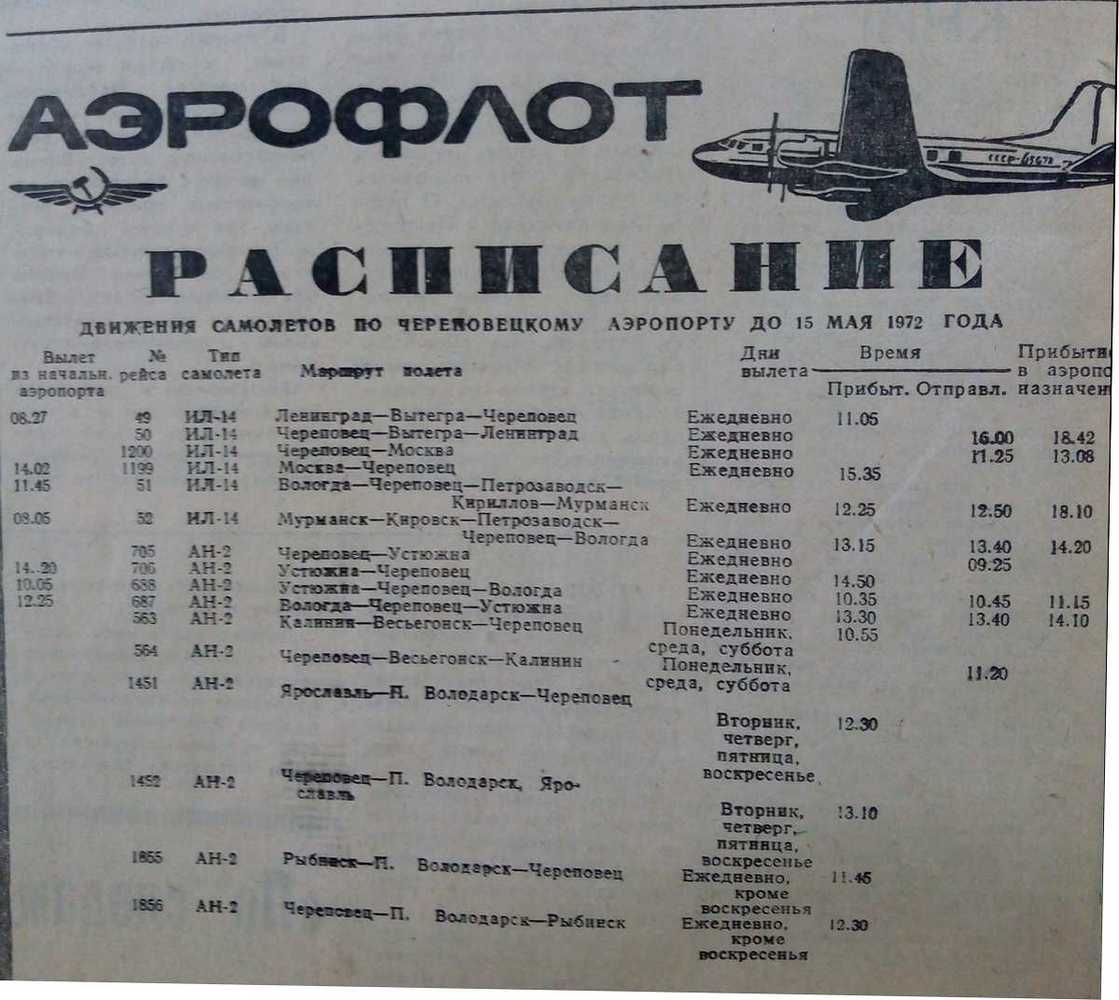 АЭРОФЛОТ
СССР-
РАСПИСАНИЕ
ДВИЖЕНИЯ САМОЛЕТОВ ПО ЧЕРЕПОВЕЦКОМУ АЭРОПОРТУ ДО 15 МАЯ 1972 ГОДА
Вылет № Тип Дни Время Прибыти
из начальн. рейса самолета Маршрут полета вылета в аэропо
аэропорта Прибыт. Отправл. назначен
08.27 49 ИЛ-14 Ленинград—Вытегра—Череповец Ежедневно 11.05
50 ИЛ-14 Череповец—Вытегра—Ленинград Ежедневно 16.00 18.42
1200 ИЛ-14 Череповец—Москва Ежедневно 11.25 13.08
14.02 1199 ИЛ-14 Москва—Череповец Ежедневно 15.35
11.45 51 ИЛ-14 Вологда—Череповец—Петрозаводск—
Кириллов—Мурманск Ежедневно 12.25 12.50 18.10
08.05 52 ИЛ-14 Мурманск—Кировск—Петрозаводск—
Череповец—Вологда Ежедневно 13.15 13.40 14.20
705 АН-2 Череповец—Устюжна Ежедневно 09.25
14.20 706 АН-2 Устюжна—Череповец Ежедневно 14.50
10.05 688 АН-2 Устюжна—Череповец—Вологда Ежедневно 10.35 10.45 11.15
12.25 687 АН-2 Вологда—Череповец—Устюжна Ежедневно 13.30 13.40 14.10
563 АН-2 Калинин—Весьегонск—Череповец Понедельник, 10.55
среда, суббота
564 АН-2 Череповец—Весьегонск—Калинин Понедельник, 11.20
среда, суббота
1451 АН-2 Ярославль—П. Володарск—Череповец
Вторник, 12.30
четверг,
пятница,
воскресенье
1452 АН-2 Череповец—П. Володарск, Яро-
славль
Вторник, 13.10
четверг,
пятница,
воскресенье
1855 АН-2 Рыбинск—П. Володарск—Череповец Ежедневно, 11.45
кроме
воскресенья
1856 АН-2 Череповец—П. Володарск—Рыбинск Ежедневно, 12.30
кроме
воскресенья